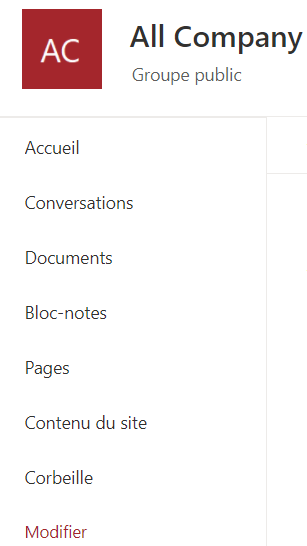 AC
All Company
Groupe public
Accueil
Conversations
Documents
Bloc-notes
Pages
Contenu du site
Corbeille
Modifier